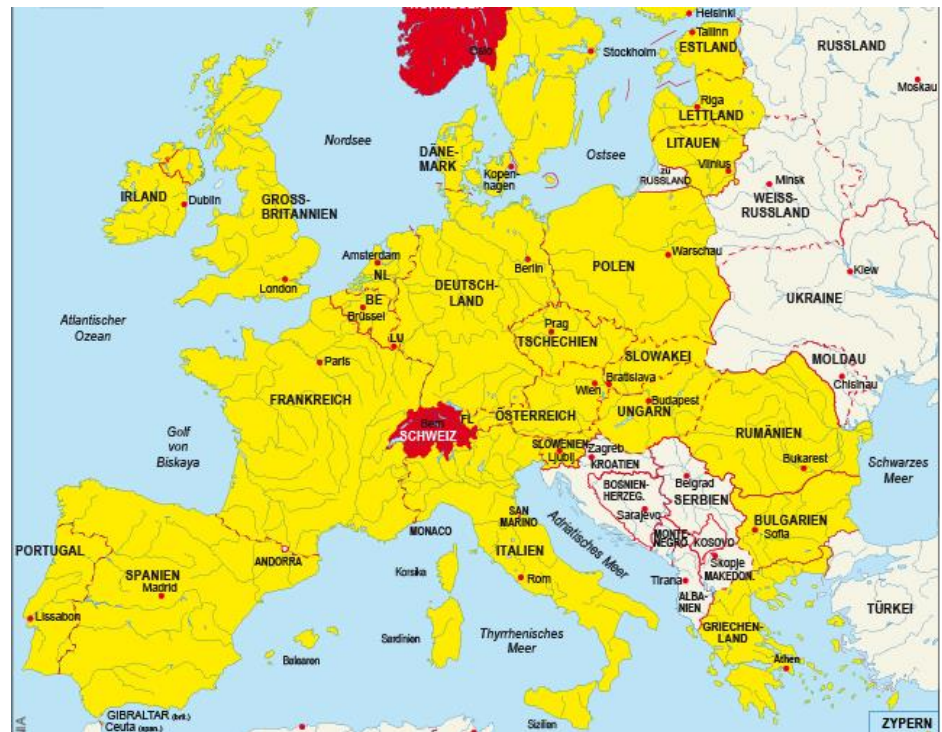 Helsinki
Tallinn
ESTLAND
RUSSLAND
Oslo
Stockholm
Moskau
Riga
LETTLAND
Nordsee
DÄNE-
MARK
Kopen-
hagen
Ostsee
LITAUEN
Vilnius
zu
RUSSLAND
Minsk
WEISS-
RUSSLAND
IRLAND
Dublin
GROSS-
BRITANNIEN
London
Amsterdam
NL
BE
Brüssel
LU
DEUTSCH-
LAND
Berlin
POLEN
Warschau
Kiew
UKRAINE
Atlantischer
Ozean
Prag
TSCHECHIEN
SLOWAKEI
MOLDAU
Chisinau
Paris
FRANKREICH
Bern
SCHWEIZ
FL
ÖSTERREICH
Wien
Bratislava
Budapest
UNGARN
RUMÄNIEN
Bukarest
Golf
von
Biskaya
SLOWENIEN
Ljublj.
Zagreb
KROATIEN
BOSNIEN-
HERZEG.
Sarajevo
Belgrad
SERBIEN
Schwarzes
Meer
MONACO
SAN
MARINO
ITALIEN
Adriatisches Meer
MONTE-
NEGRO
KOSOVO
BULGARIEN
Sofia
PORTUGAL
Lissabon
SPANIEN
Madrid
ANDORRA
Korsika
Rom
Tirana
ALBA-
NIEN
Skopje
MAKEDON.
TÜRKEI
Sardinien
Thyrrhenisches
Meer
GRIECHEN-
LAND
Athen
Balearen
GIBRALTAR (brit.)
Ceuta (span.)
Sizilien
ZYPERN